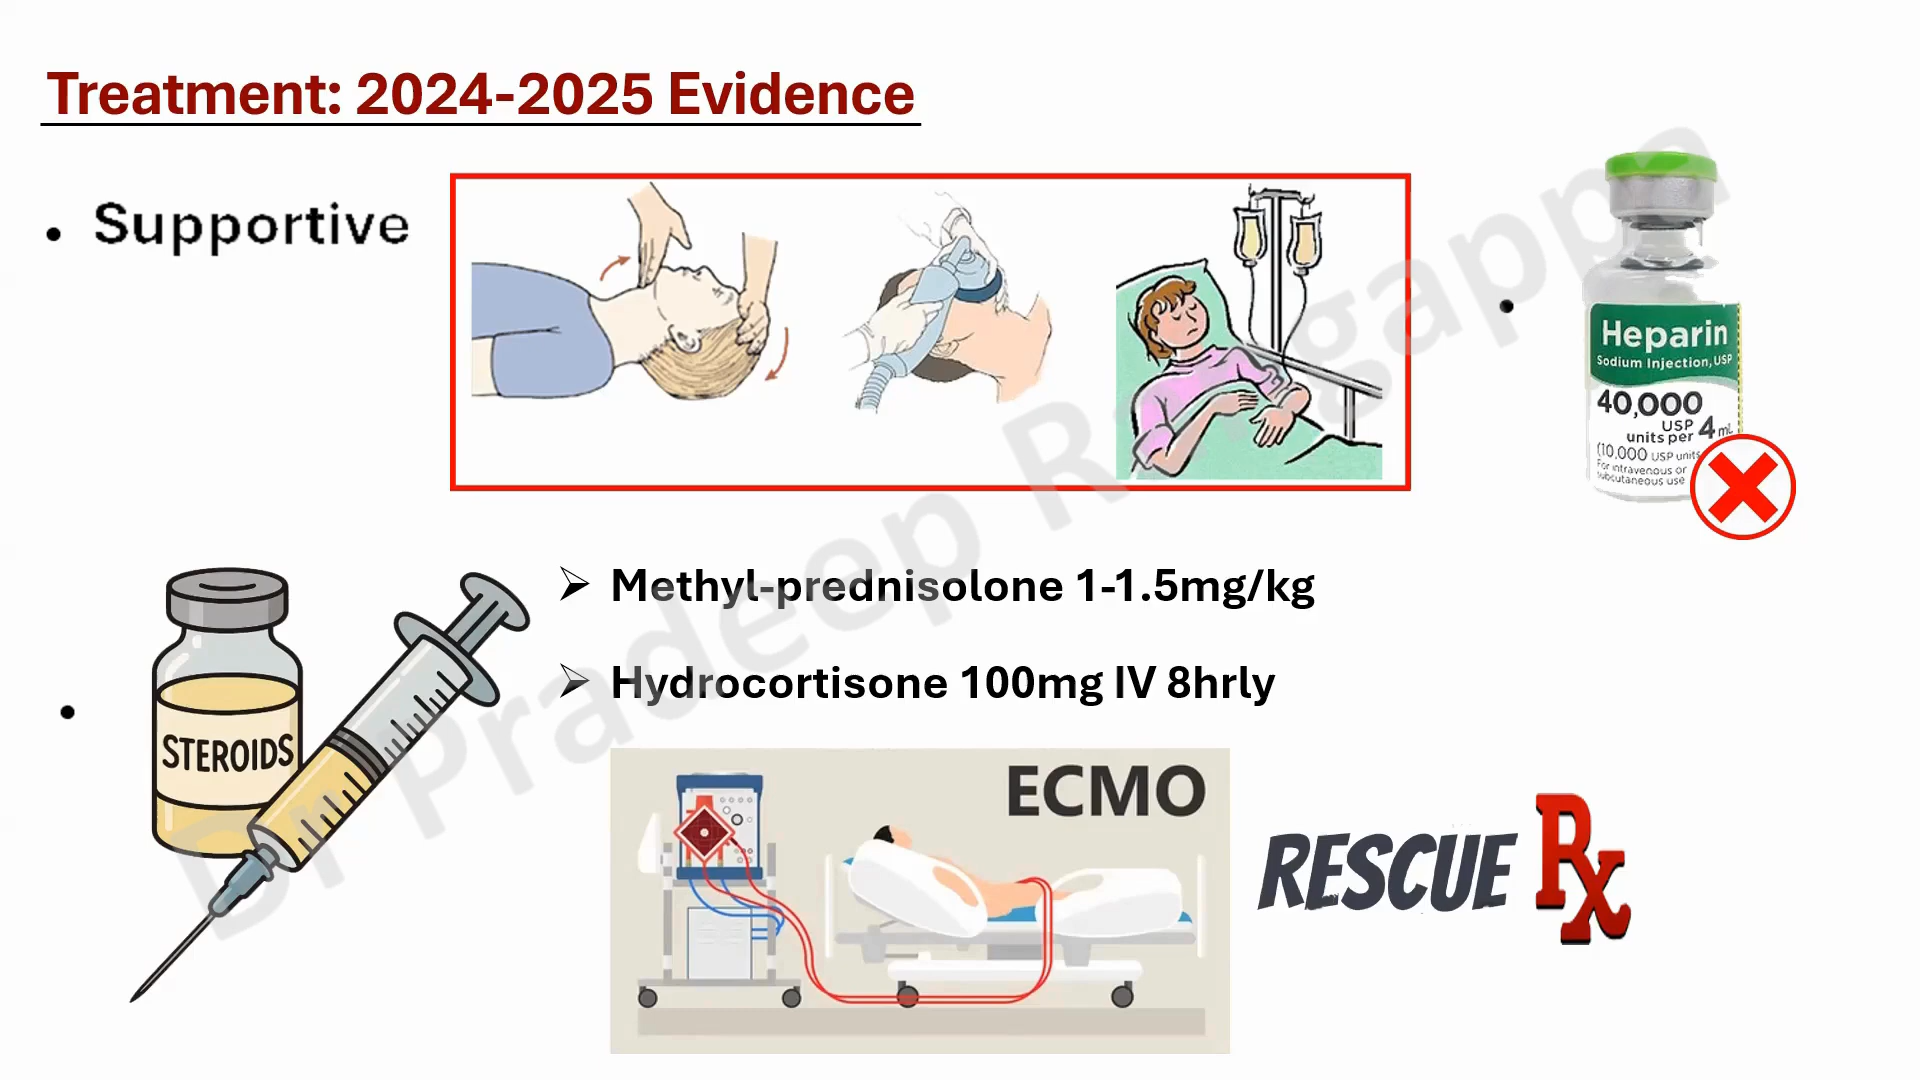 Treatment: 2024-2025 Evidence
• Supportive
Heparin
Sodium Injection, USP
40,000
USP
units per 4 mL
(10,000 USP units
For intravenous or
subcutaneous use
➢ Methyl-prednisolone 1-1.5mg/kg
➢ Hydrocortisone 100mg IV 8hrly
STEROIDS
ECMO
RESCUE Rx
Dr Pradeep Rangappa